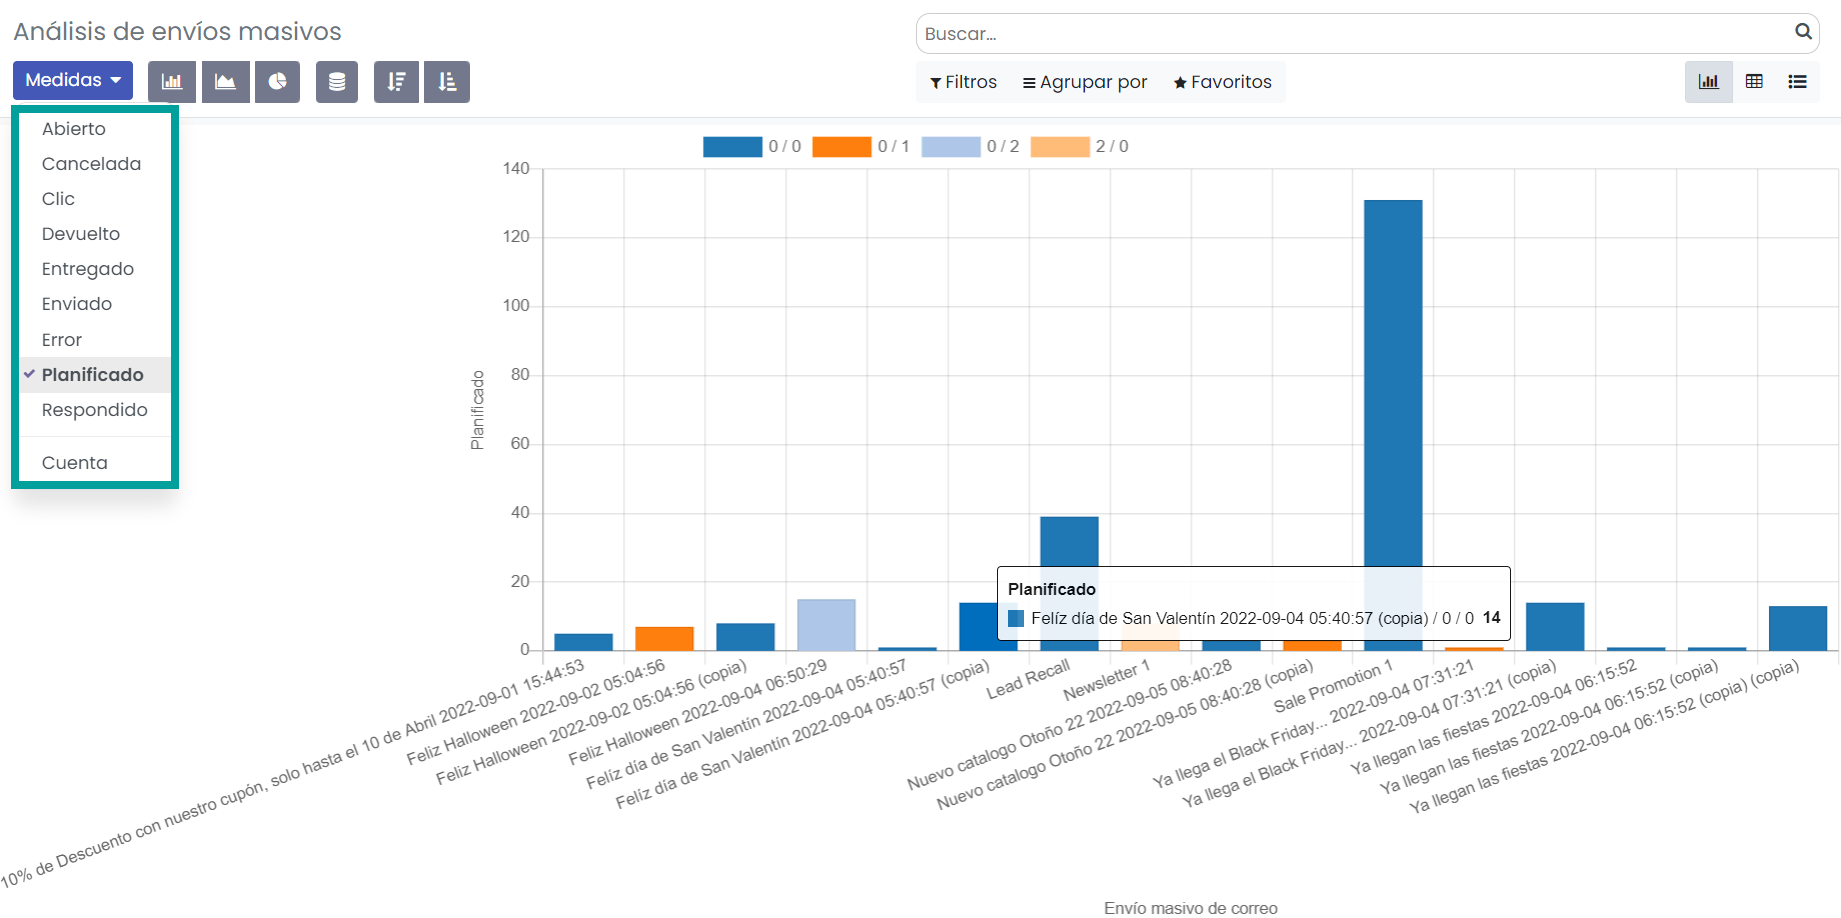 Análisis de envíos masivos
Buscar...
Medidas
Filtros
Agrupar por
Favoritos
Abierto
Cancelada
Clic
Devuelto
Entregado
Enviado
Error
Planificado
Respondido
Cuenta
0 / 0
0 / 1
0 / 2
2 / 0
140
120
100
80
60
40
20
0
Planificado
Planificado
Felíz día de San Valentín 2022-09-04 05:40:57 (copia) / 0 / 0 14
10% de Descuento con nuestro cupón, solo hasta el 10 de Abril 2022-09-01 15:44:53
Feliz Halloween 2022-09-02 05:04:56
Feliz Halloween 2022-09-02 05:04:56 (copia)
Feliz Halloween 2022-09-04 06:50:29
Felíz día de San Valentín 2022-09-04 05:40:57
Felíz día de San Valentín 2022-09-04 05:40:57 (copia)
Lead Recall
Newsletter 1
Nuevo catalogo Otoño 22 2022-09-05 08:40:28
Nuevo catalogo Otoño 22 2022-09-05 08:40:28 (copia)
Sale Promotion 1
Ya llega el Black Friday... 2022-09-04 07:31:21
Ya llega el Black Friday... 2022-09-04 07:31:21 (copia)
Ya llegan las fiestas 2022-09-04 06:15:52
Ya llegan las fiestas 2022-09-04 06:15:52 (copia)
Ya llegan las fiestas 2022-09-04 06:15:52 (copia) (copia)
Envío masivo de correo